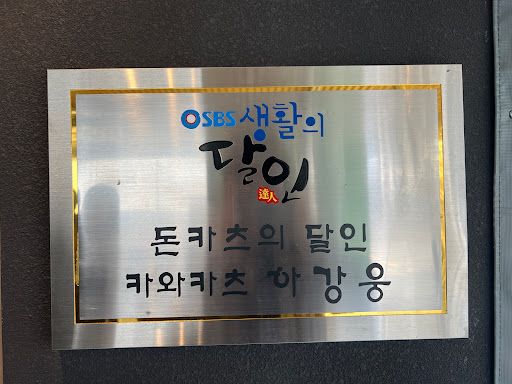 SBS 생활의
달인
達人
돈카츠의 달인
카와카츠 하강웅